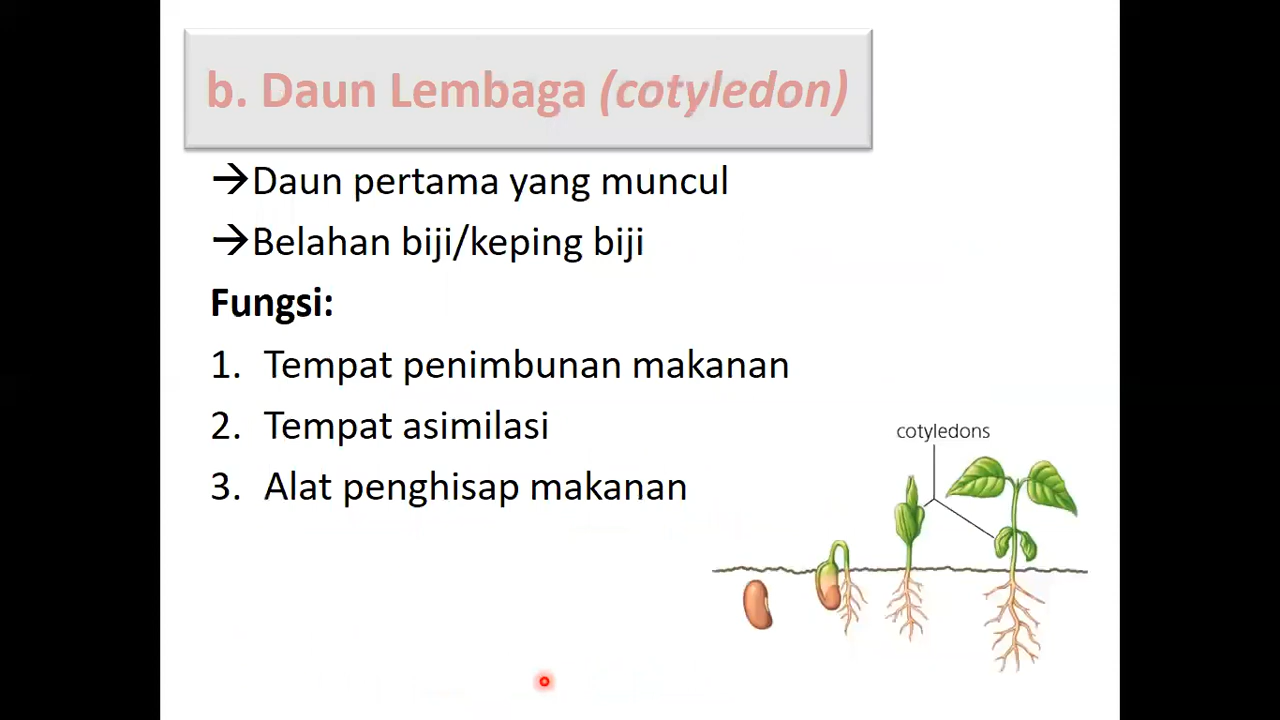 b. Daun Lembaga (cotyledon)
→Daun pertama yang muncul
→Belahan biji/keping biji
Fungsi:
1. Tempat penimbunan makanan
2. Tempat asimilasi
3. Alat penghisap makanan
cotyledons